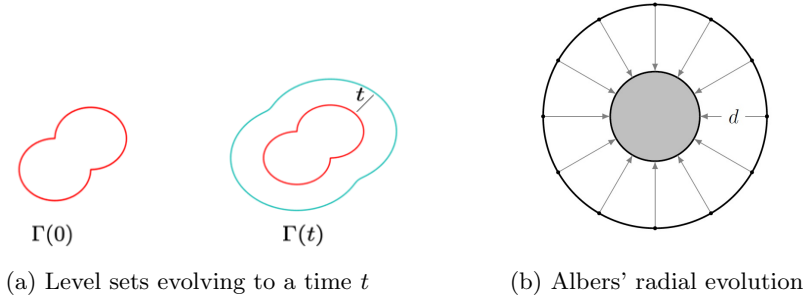 t
d
Γ(0)
Γ(t)
(a) Level sets evolving to a time t
(b) Albers' radial evolution